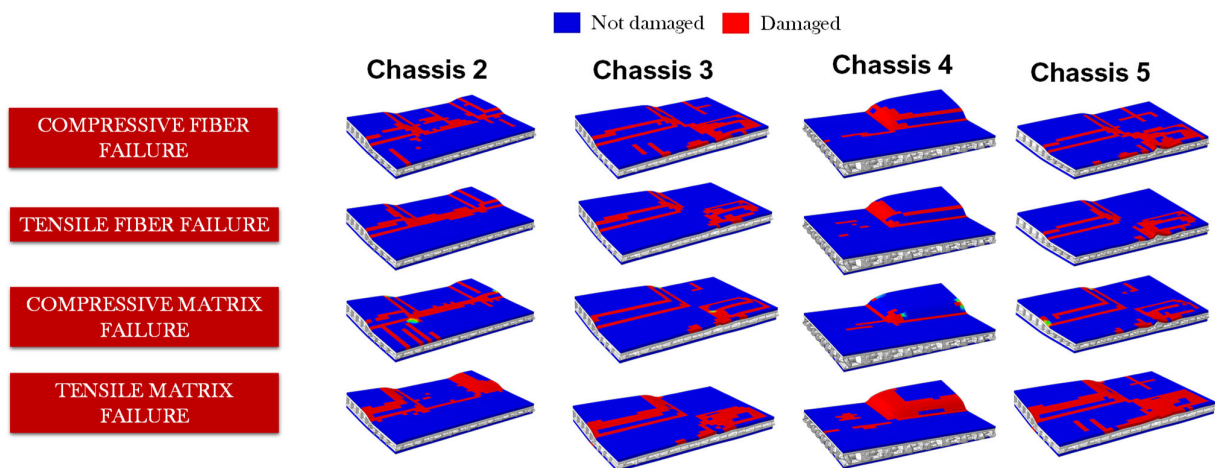 Not damaged Damaged
Chassis 2 Chassis 3 Chassis 4 Chassis 5
COMPRESSIVE FIBER
FAILURE
TENSILE FIBER FAILURE
COMPRESSIVE MATRIX
FAILURE
TENSILE MATRIX
FAILURE